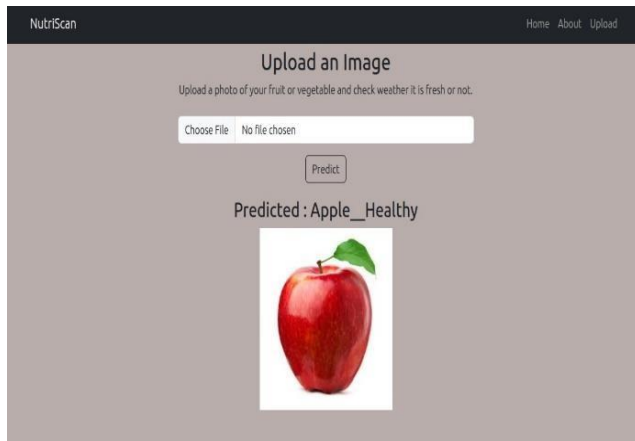 NutriScan
Home About Upload
Upload an Image
Upload a photo of your fruit or vegetable and check weather it is fresh or not.
Choose File No file chosen
Predict
Predicted : Apple__Healthy